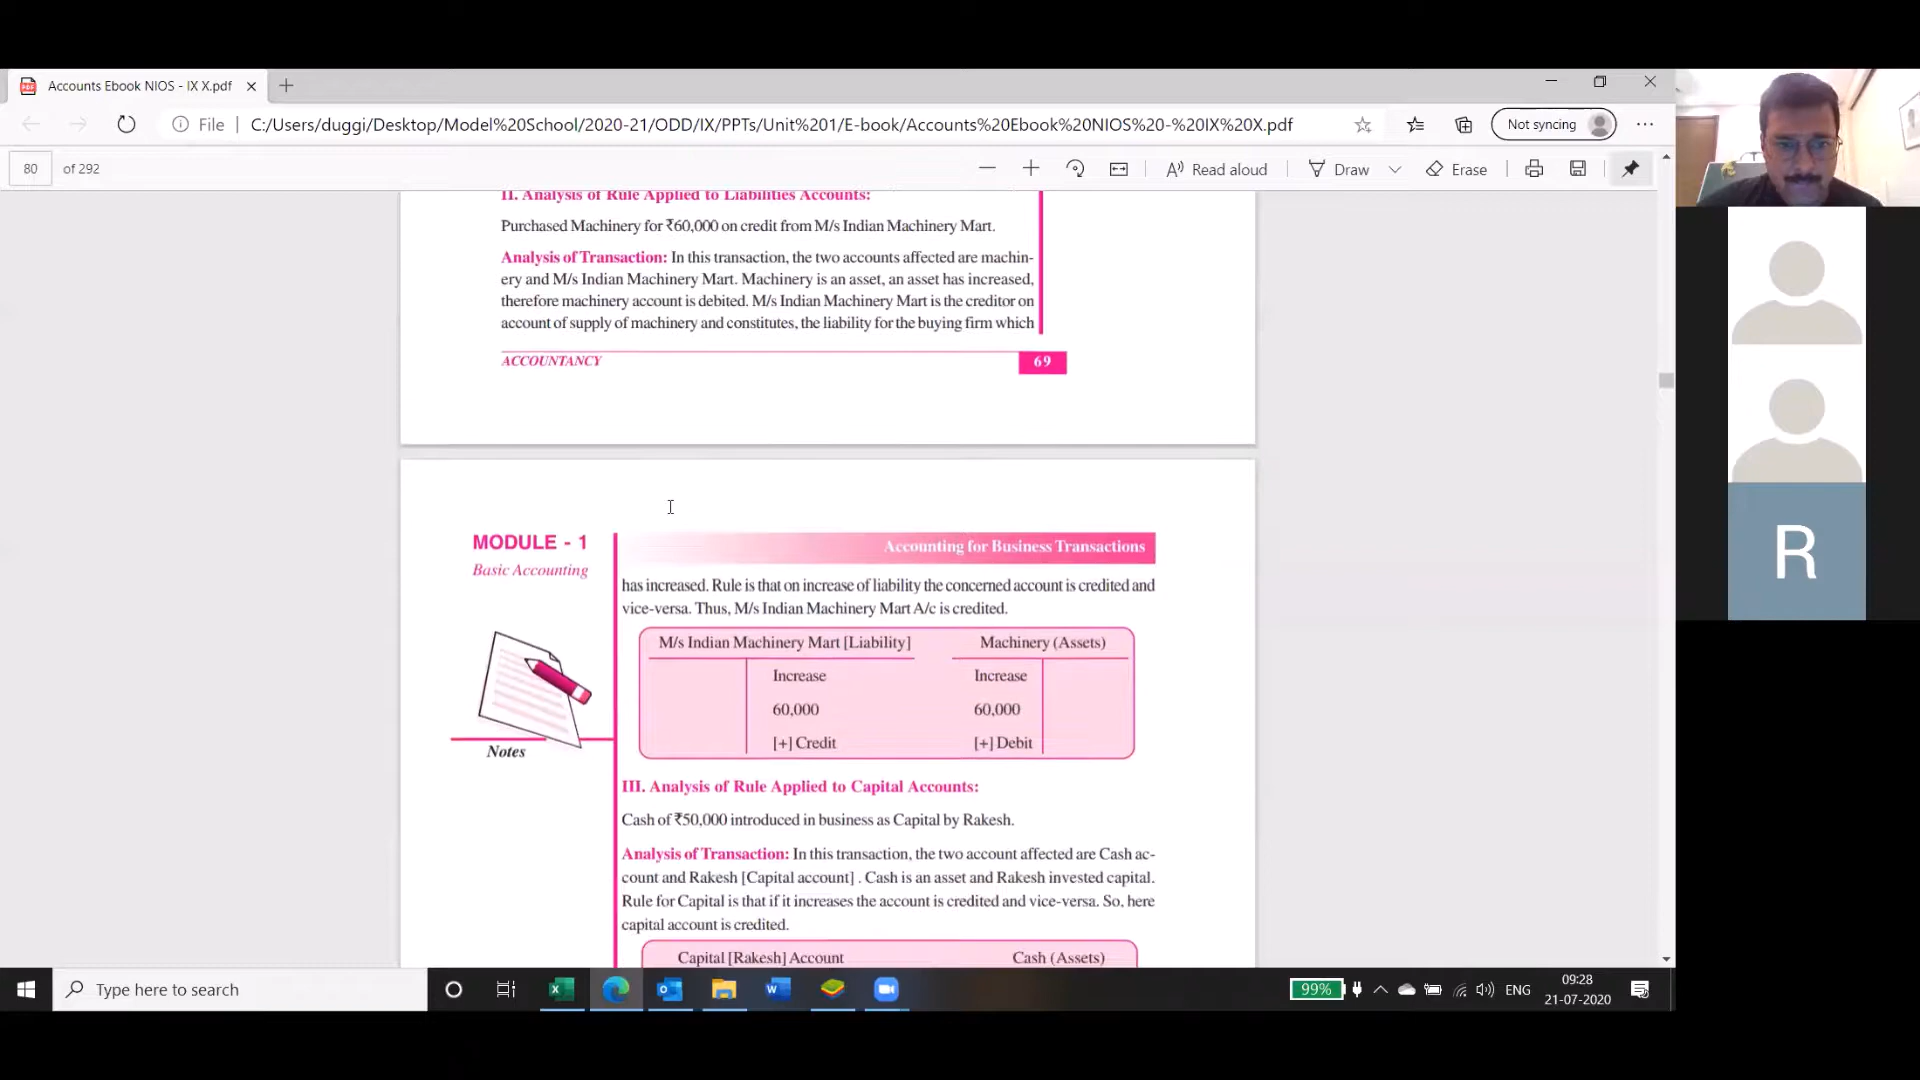 Accounts Ebook NIOS - IX X.pdf
File | C:/Users/duggi/Desktop/Model%20School/2020-21/ODD/IX/PPTs/Unit%201/E-book/Accounts%20Ebook%20NIOS%20-%20IX%20X.pdf
Not syncing
80 of 292
Read aloud
Draw
Erase
II. Analysis of Rule Applied to Liabilities Accounts:
Purchased Machinery for ₹60,000 on credit from M/s Indian Machinery Mart.
Analysis of Transaction: In this transaction, the two accounts affected are machin-
ery and M/s Indian Machinery Mart. Machinery is an asset, an asset has increased,
therefore machinery account is debited. M/s Indian Machinery Mart is the creditor on
account of supply of machinery and constitutes, the liability for the buying firm which
ACCOUNTANCY
69
MODULE - 1
Basic Accounting
Notes
Accounting for Business Transactions
has increased. Rule is that on increase of liability the concerned account is credited and
vice-versa. Thus, M/s Indian Machinery Mart A/c is credited.
M/s Indian Machinery Mart [Liability] Machinery (Assets)
Increase Increase
60,000 60,000
[+] Credit [+] Debit
III. Analysis of Rule Applied to Capital Accounts:
Cash of ₹50,000 introduced in business as Capital by Rakesh.
Analysis of Transaction: In this transaction, the two account affected are Cash ac-
count and Rakesh [Capital account] . Cash is an asset and Rakesh invested capital.
Rule for Capital is that if it increases the account is credited and vice-versa. So, here
capital account is credited.
Capital [Rakesh] Account Cash (Assets)
R
Type here to search
99%
ENG
09:28
21-07-2020